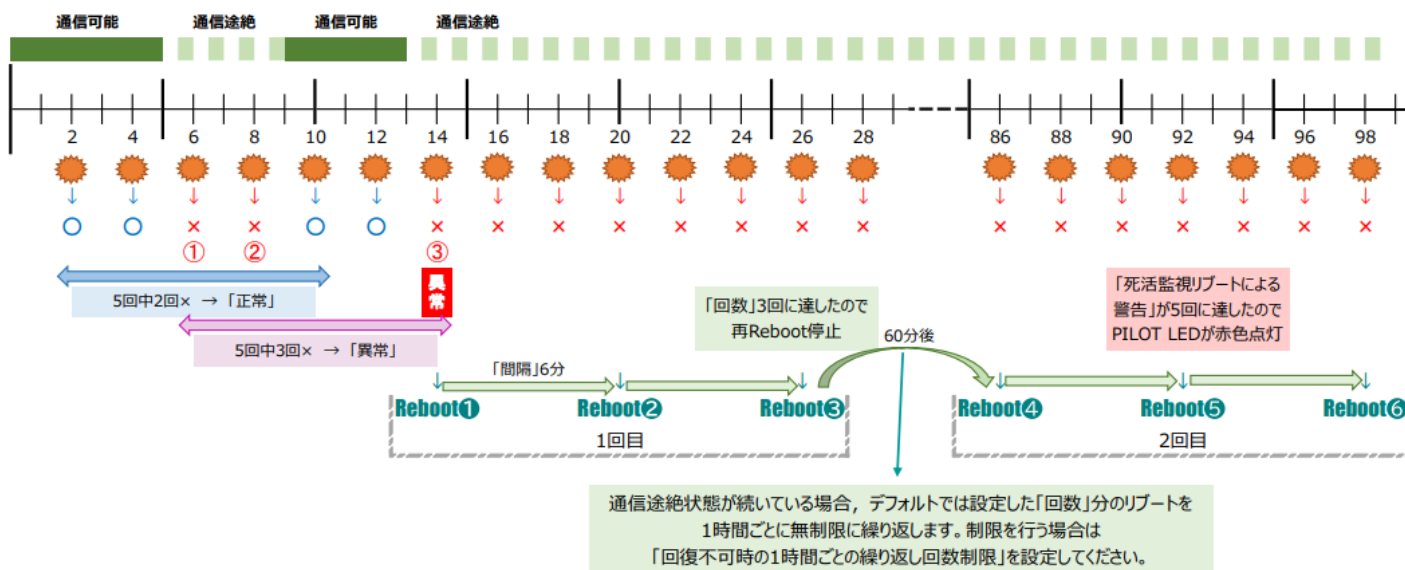 通信可能
通信途絶
通信可能
通信途絶
2 4 6 8 10 12 14 16 18 20 22 24 26 28 86 88 90 92 94 96 98
↓ ↓ ↓ ↓ ↓ ↓ ↓ ↓ ↓ ↓ ↓ ↓ ↓ ↓ ↓ ↓ ↓ ↓ ↓ ↓ ↓
○ ○ × × ○ ○ × × × × × × × × × × × × × × ×
① ② ③
異常
5回中2回× → 「正常」
5回中3回× → 「異常」
「回数」3回に達したので
再Reboot停止
60分後
「死活監視リブートによる
警告」が5回に達したので
PILOT LEDが赤色点灯
「間隔」6分
Reboot❶ Reboot❷ Reboot❸ Reboot❹ Reboot❺ Reboot❻
1回目
2回目
通信途絶状態が続いている場合，デフォルトでは設定した「回数」分のリブートを
1時間ごとに無制限に繰り返します。制限を行う場合は
「回復不可時の1時間ごとの繰り返し回数制限」を設定してください。